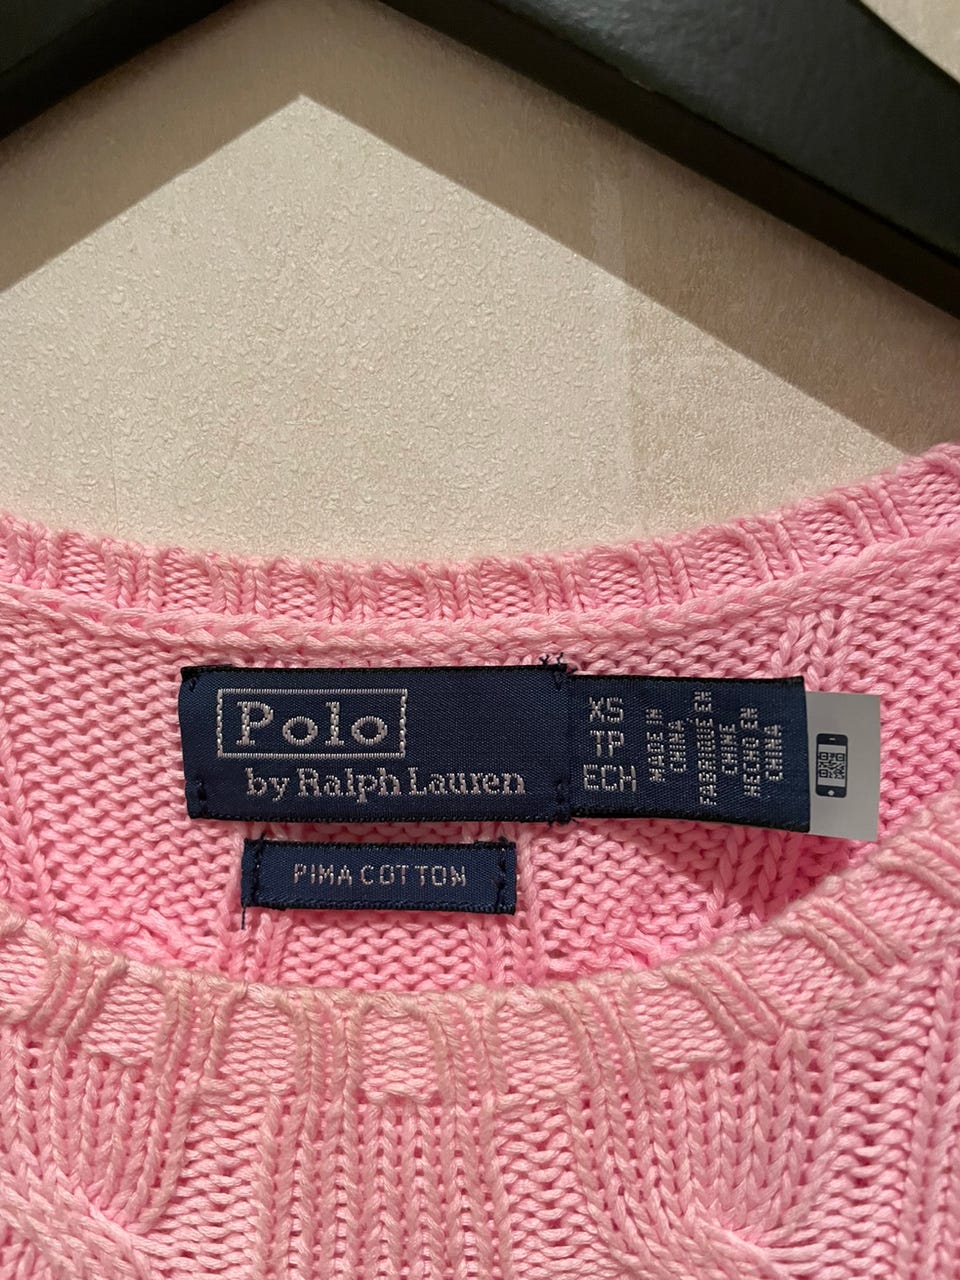 Polo
by Ralph Lauren
XS
TP
ECH
MADE IN
CHINA
FABRIQUÉ EN
CHINE
HECHO EN
CHINA
PIMA COTTON